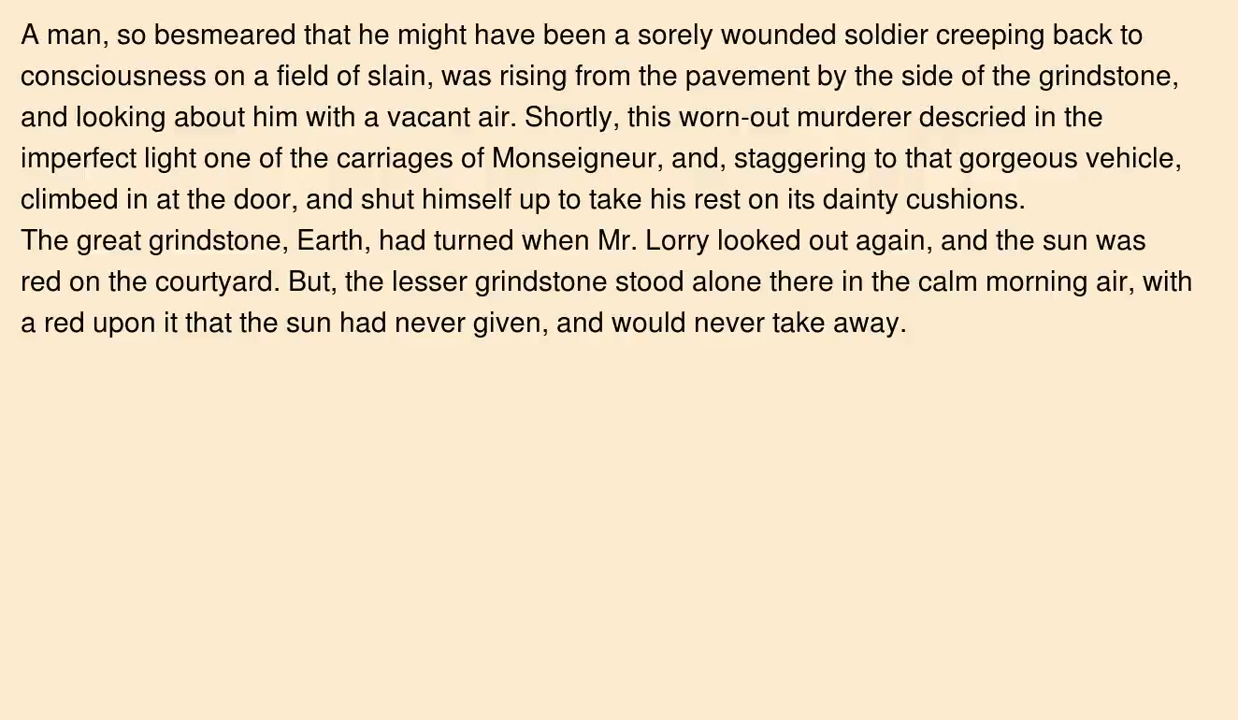 A man, so besmeared that he might have been a sorely wounded soldier creeping back to
consciousness on a field of slain, was rising from the pavement by the side of the grindstone,
and looking about him with a vacant air. Shortly, this worn-out murderer descried in the
imperfect light one of the carriages of Monseigneur, and, staggering to that gorgeous vehicle,
climbed in at the door, and shut himself up to take his rest on its dainty cushions.
The great grindstone, Earth, had turned when Mr. Lorry looked out again, and the sun was
red on the courtyard. But, the lesser grindstone stood alone there in the calm morning air, with
a red upon it that the sun had never given, and would never take away.